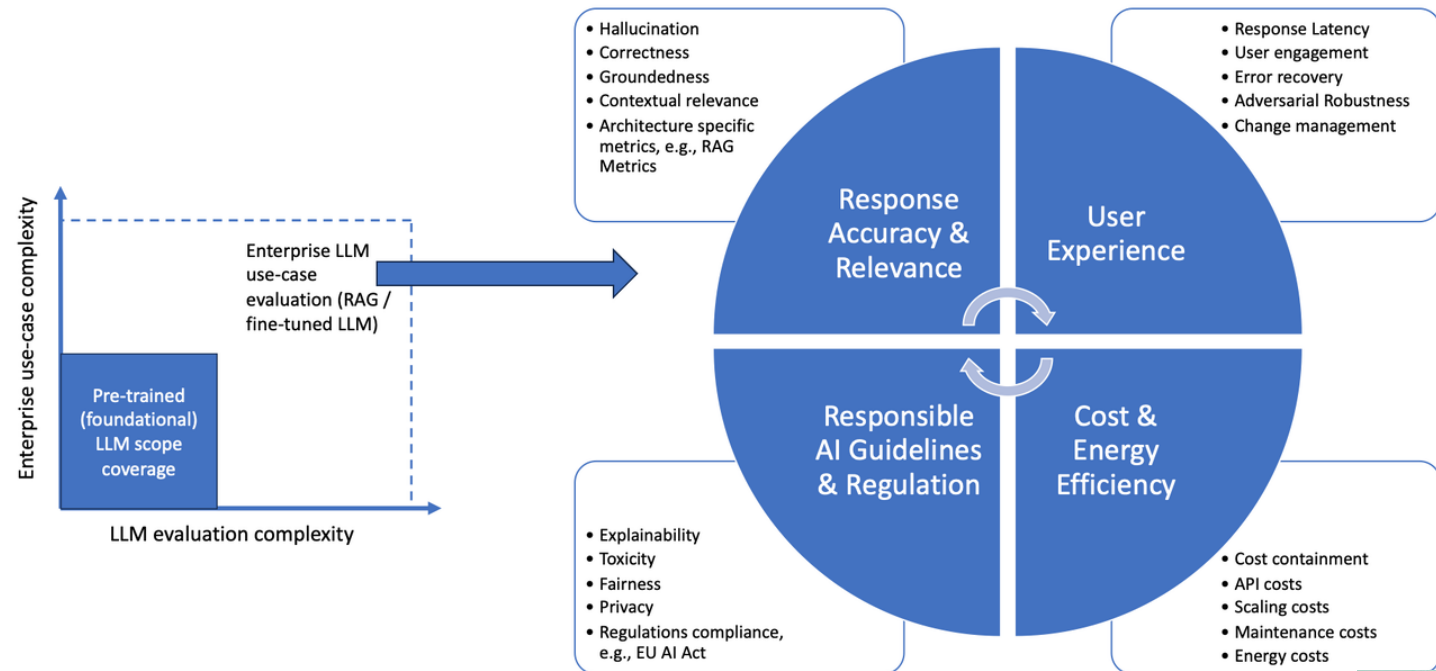 • Hallucination
• Correctness
• Groundedness
• Contextual relevance
• Architecture specific
metrics, e.g., RAG
Metrics
• Response Latency
• User engagement
• Error recovery
• Adversarial Robustness
• Change management
Response
Accuracy &
Relevance
User
Experience
Enterprise use-case complexity
Enterprise LLM
use-case
evaluation (RAG /
fine-tuned LLM)
Pre-trained
(foundational)
LLM scope
coverage
LLM evaluation complexity
Responsible
AI Guidelines
& Regulation
Cost &
Energy
Efficiency
• Explainability
• Toxicity
• Fairness
• Privacy
• Regulations compliance,
e.g., EU AI Act
• Cost containment
• API costs
• Scaling costs
• Maintenance costs
• Energy costs